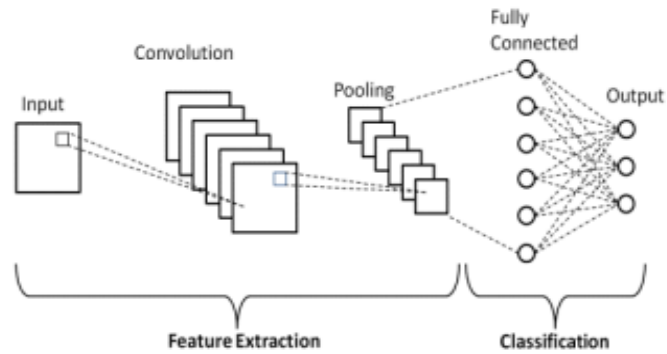 Fully
Connected
Convolution
Pooling
Input
Output
Feature Extraction
Classification